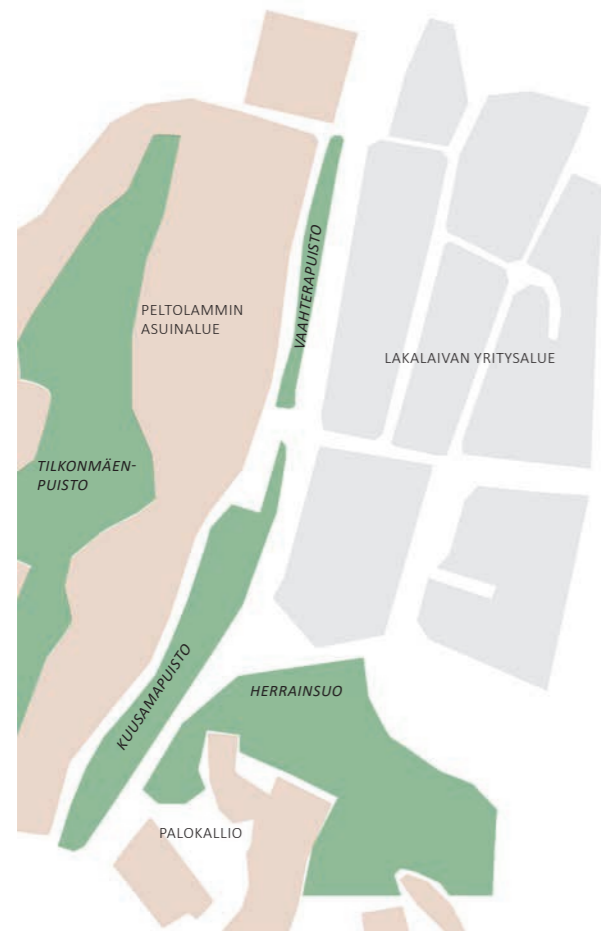 VAAHTERAPUISTO
PELTOLAMMIN
ASUINALUE
LAKALAIVAN YRITYSALUE
TILKONMÄEN-
PUISTO
KUUSAMAPUISTO
HERRAINSUO
PALOKALLIO